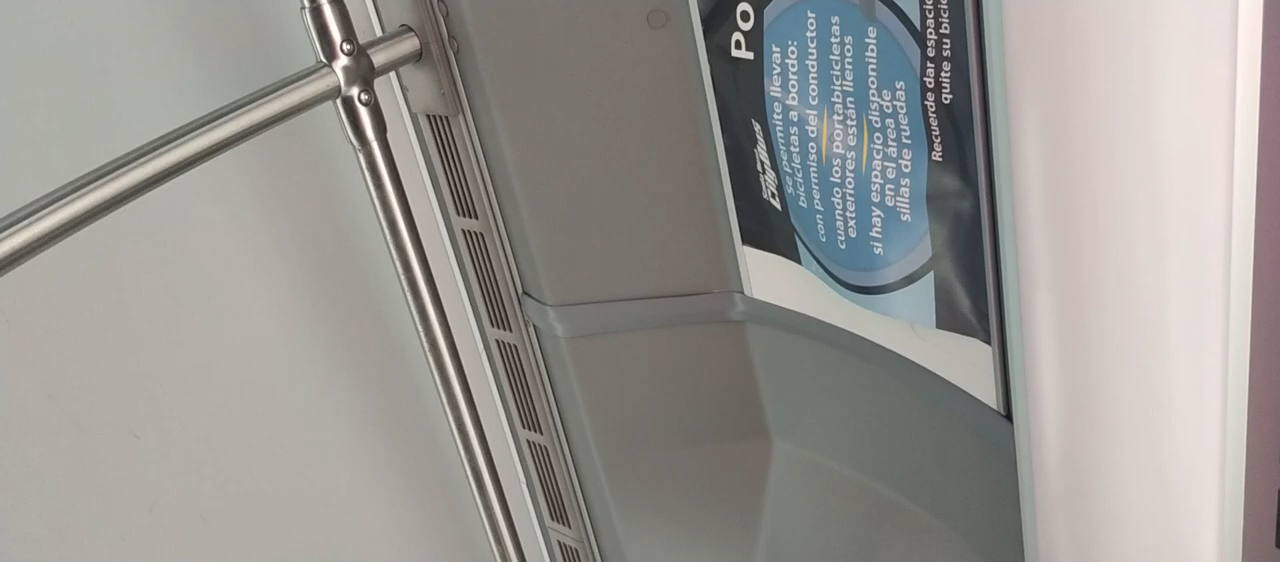 Po
CityBus
Se permite llevar
bicicletas a bordo:
con permiso del conductor
cuando los portabicicletas
exteriores están llenos
si hay espacio disponible
en el área de
sillas de ruedas
Recuerde dar espacio
quite su bici